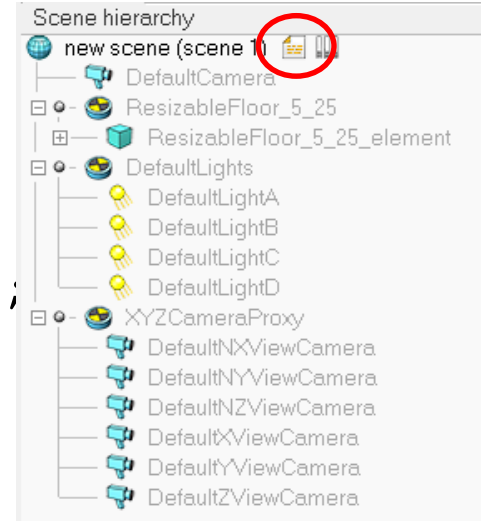 Scene hierarchy
new scene (scene 1)
DefaultCamera
ResizableFloor_5_25
ResizableFloor_5_25_element
DefaultLights
DefaultLightA
DefaultLightB
DefaultLightC
DefaultLightD
XYZCameraProxy
DefaultNXViewCamera
DefaultNYViewCamera
DefaultNZViewCamera
DefaultXViewCamera
DefaultYViewCamera
DefaultZViewCamera